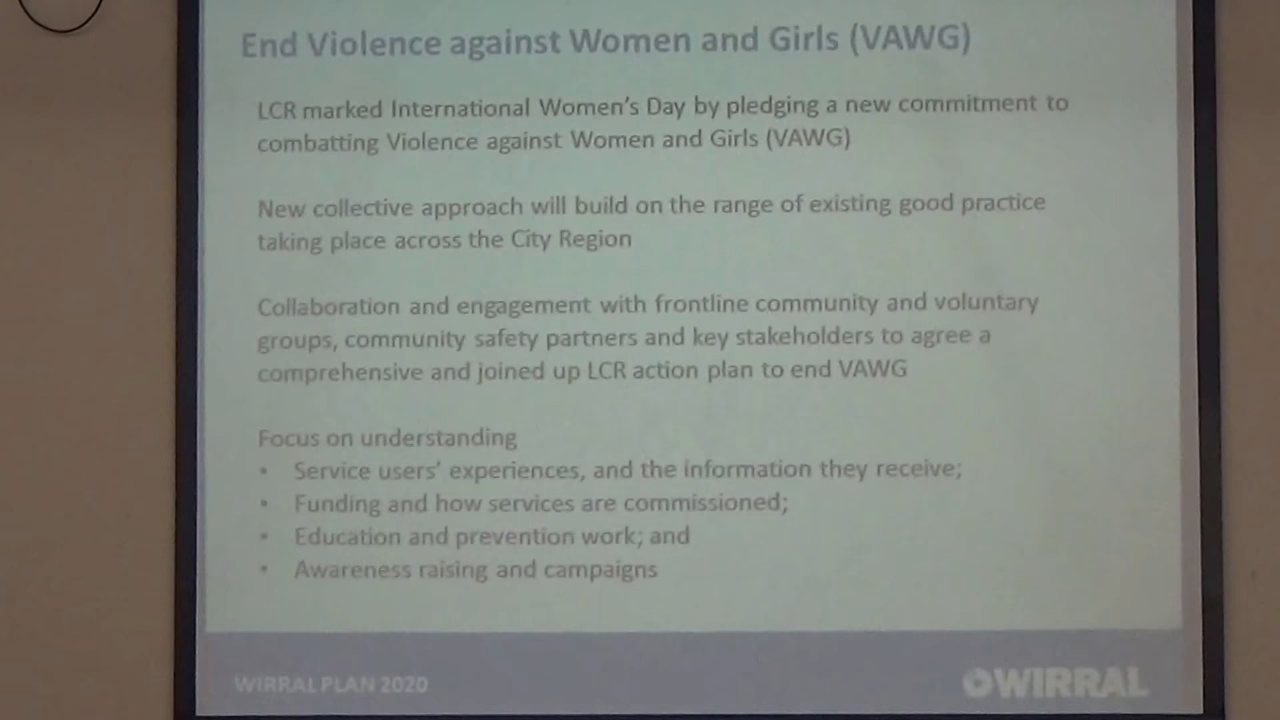 End Violence against Women and Girls (VAWG)
LCR marked International Women's Day by pledging a new commitment to
combatting Violence against Women and Girls (VAWG)
New collective approach will build on the range of existing good practice
taking place across the City Region
Collaboration and engagement with frontline community and voluntary
groups, community safety partners and key stakeholders to agree a
comprehensive and joined up LCR action plan to end VAWG
Focus on understanding
• Service users' experiences, and the information they receive;
• Funding and how services are commissioned;
• Education and prevention work; and
• Awareness raising and campaigns
WIRRAL PLAN 2020
WIRRAL